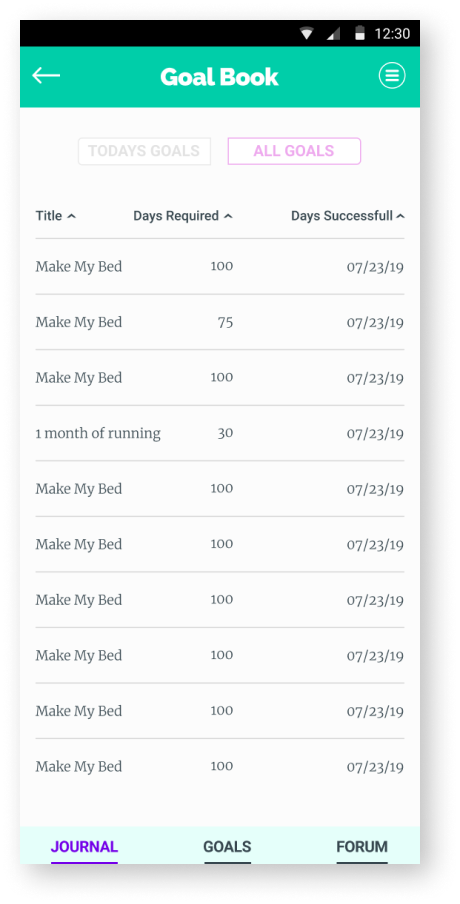 12:30
Goal Book
TODAYS GOALS ALL GOALS
Title Days Required Days Successfull
Make My Bed 100 07/23/19
Make My Bed 75 07/23/19
Make My Bed 100 07/23/19
1 month of running 30 07/23/19
Make My Bed 100 07/23/19
Make My Bed 100 07/23/19
Make My Bed 100 07/23/19
Make My Bed 100 07/23/19
Make My Bed 100 07/23/19
Make My Bed 100 07/23/19
JOURNAL GOALS FORUM